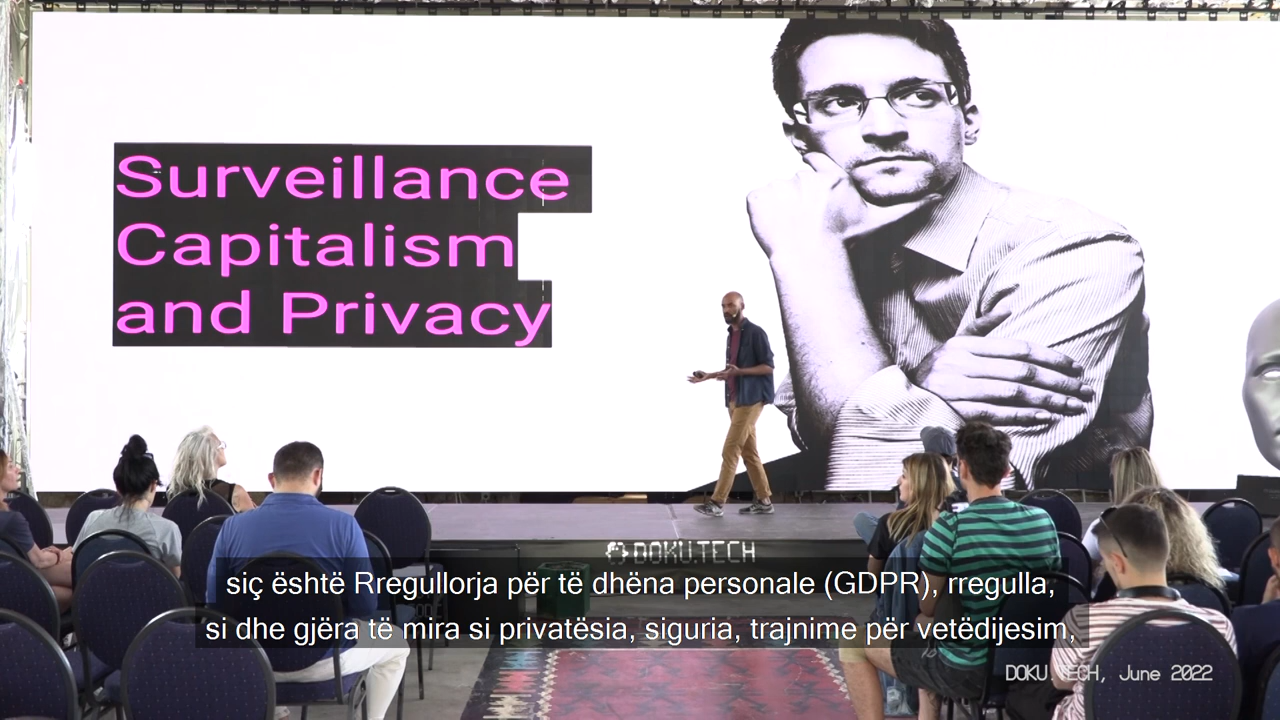 Surveillance
Capitalism
and Privacy
DOKU.TECH
siç është Rregullorja për të dhëna personale (GDPR), rregulla,
si dhe gjëra të mira si privatësia, siguria, trajnime për vetëdijesim,
DOKU.TECH, June 2022